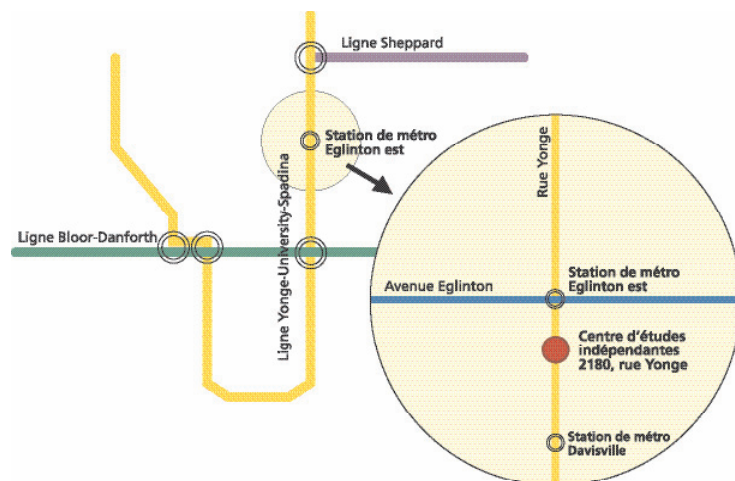 Ligne Sheppard
Station de métro
Eglinton est
Ligne Bloor-Danforth
Ligne Yonge-University-Spadina
Rue Yonge
Avenue Eglinton
Station de métro
Eglinton est
Centre d'études
indépendantes
2180, rue Yonge
Station de métro
Davisville